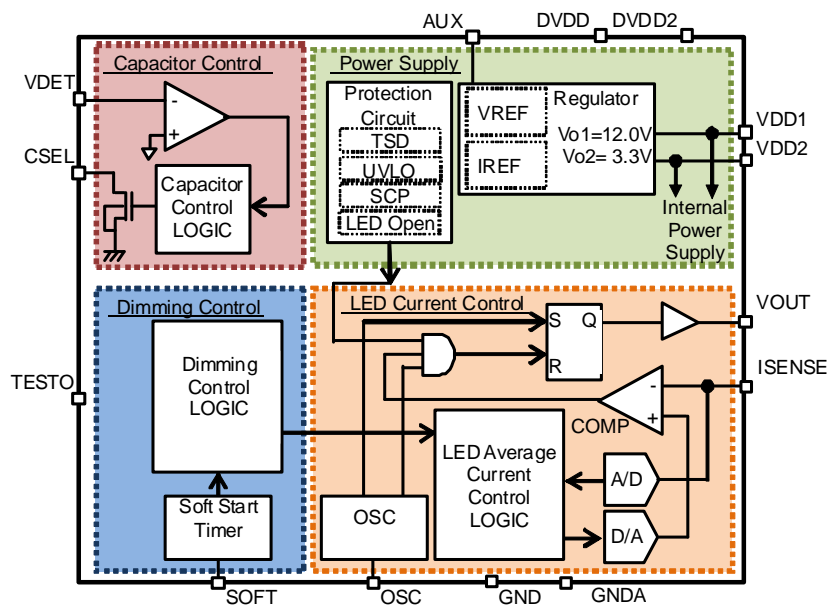 AUX
DVDD
DVDD2
Capacitor Control
VDET
-
+
CSEL
Capacitor
Control
LOGIC
Power Supply
Protection
Circuit
TSD
UVLO
SCP
LED Open
VREF
IREF
Regulator
Vo1=12.0V
Vo2= 3.3V
VDD1
VDD2
Internal
Power
Supply
Dimming Control
Dimming
Control
LOGIC
TESTO
Soft Start
Timer
LED Current Control
S
Q
R
VOUT
ISENSE
-
+
COMP
LED Average
Current
Control
LOGIC
A/D
D/A
OSC
SOFT
OSC
GND
GNDA